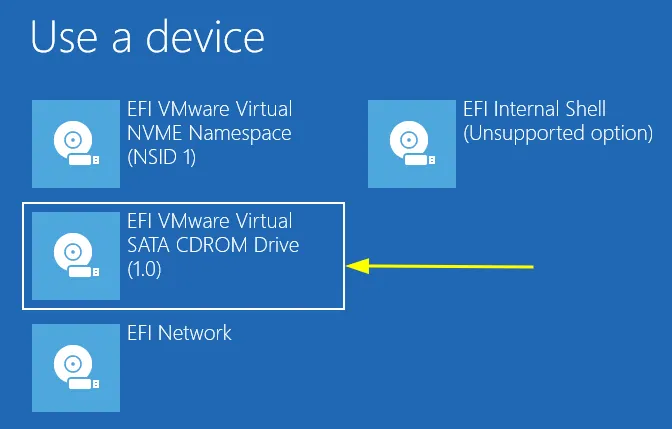 Use a device
EFI VMware Virtual
NVME Namespace
(NSID 1)
EFI Internal Shell
(Unsupported option)
EFI VMware Virtual
SATA CDROM Drive
(1.0)
EFI Network